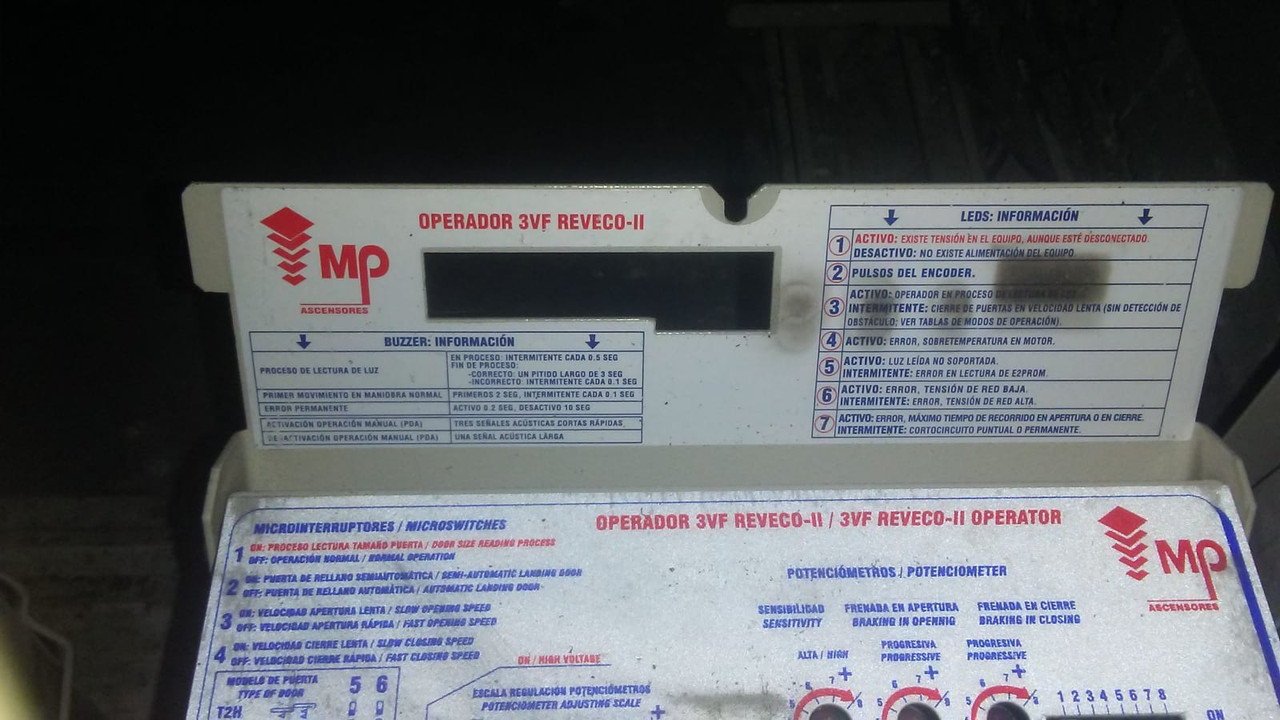 OPERADOR 3VF REVECO-II
MP
ASCENSORES
BUZZER: INFORMACIÓN
PROCESO DE LECTURA DE LUZ
EN PROCESO: INTERMITENTE CADA 0.5 SEG
FIN DE PROCESO:
-CORRECTO: UN PITIDO LARGO DE 3 SEG
-INCORRECTO: INTERMITENTE CADA 0.1 SEG
PRIMER MOVIMIENTO EN MANIOBRA NORMAL PRIMEROS 2 SEG, INTERMITENTE CADA 0.1 SEG
ERROR PERMANENTE ACTIVO 0.2 SEG, DESACTIVO 10 SEG
ACTIVACIÓN OPERACIÓN MANUAL (PDA) TRES SEÑALES ACÚSTICAS CORTAS RÁPIDAS
DESACTIVACIÓN OPERACIÓN MANUAL (PDA) UNA SEÑAL ACÚSTICA LARGA
LEDS: INFORMACIÓN
1 ACTIVO: EXISTE TENSIÓN EN EL EQUIPO, AUNQUE ESTÉ DESCONECTADO.
DESACTIVO: NO EXISTE ALIMENTACIÓN DEL EQUIPO
2 PULSOS DEL ENCODER.
3 ACTIVO: OPERADOR EN PROCESO DE LECTURA DE LUZ
INTERMITENTE: CIERRE DE PUERTAS EN VELOCIDAD LENTA (SIN DETECCIÓN DE
OBSTÁCULO: VER TABLAS DE MODOS DE OPERACIÓN).
4 ACTIVO: ERROR, SOBRETEMPERATURA EN MOTOR.
5 ACTIVO: LUZ LEÍDA NO SOPORTADA.
INTERMITENTE: ERROR EN LECTURA DE E2PROM.
6 ACTIVO: ERROR, TENSIÓN DE RED BAJA.
INTERMITENTE: ERROR, TENSIÓN DE RED ALTA.
7 ACTIVO: ERROR, MÁXIMO TIEMPO DE RECORRIDO EN APERTURA O EN CIERRE.
INTERMITENTE: CORTOCIRCUITO PUNTUAL O PERMANENTE.
MICROINTERRUPTORES / MICROSWITCHES
1 ON: PROCESO LECTURA TAMAÑO PUERTA / DOOR SIZE READING PROCESS
OFF: OPERACIÓN NORMAL / NORMAL OPERATION
2 ON: PUERTA DE RELLANO SEMIAUTOMÁTICA / SEMI-AUTOMATIC LANDING DOOR
OFF: PUERTA DE RELLANO AUTOMÁTICA / AUTOMATIC LANDING DOOR
3 ON: VELOCIDAD APERTURA LENTA / SLOW OPENING SPEED
OFF: VELOCIDAD APERTURA RÁPIDA / FAST OPENING SPEED
4 ON: VELOCIDAD CIERRE LENTA / SLOW CLOSING SPEED
OFF: VELOCIDAD CIERRE RÁPIDA / FAST CLOSING SPEED
MODELO DE PUERTA
TYPE OF DOOR
5 6
T2H
ON / HIGH VOLTAGE
ESCALA REGULACIÓN POTENCIÓMETROS
POTENCIOMETER ADJUSTING SCALE
+
OPERADOR 3VF REVECO-II / 3VF REVECO-II OPERATOR
MP
ASCENSORES
POTENCIÓMETROS / POTENCIOMETER
SENSIBILIDAD
SENSITIVITY
FRENADA EN APERTURA
BRAKING IN OPENNIG
FRENADA EN CIERRE
BRAKING IN CLOSING
ALTA / HIGH
PROGRESIVA
PROGRESSIVE
PROGRESIVA
PROGRESSIVE
+ + +
6 7 8
5 6 7 8
5 6 7 8
1 2 3 4 5 6 7 8
ON